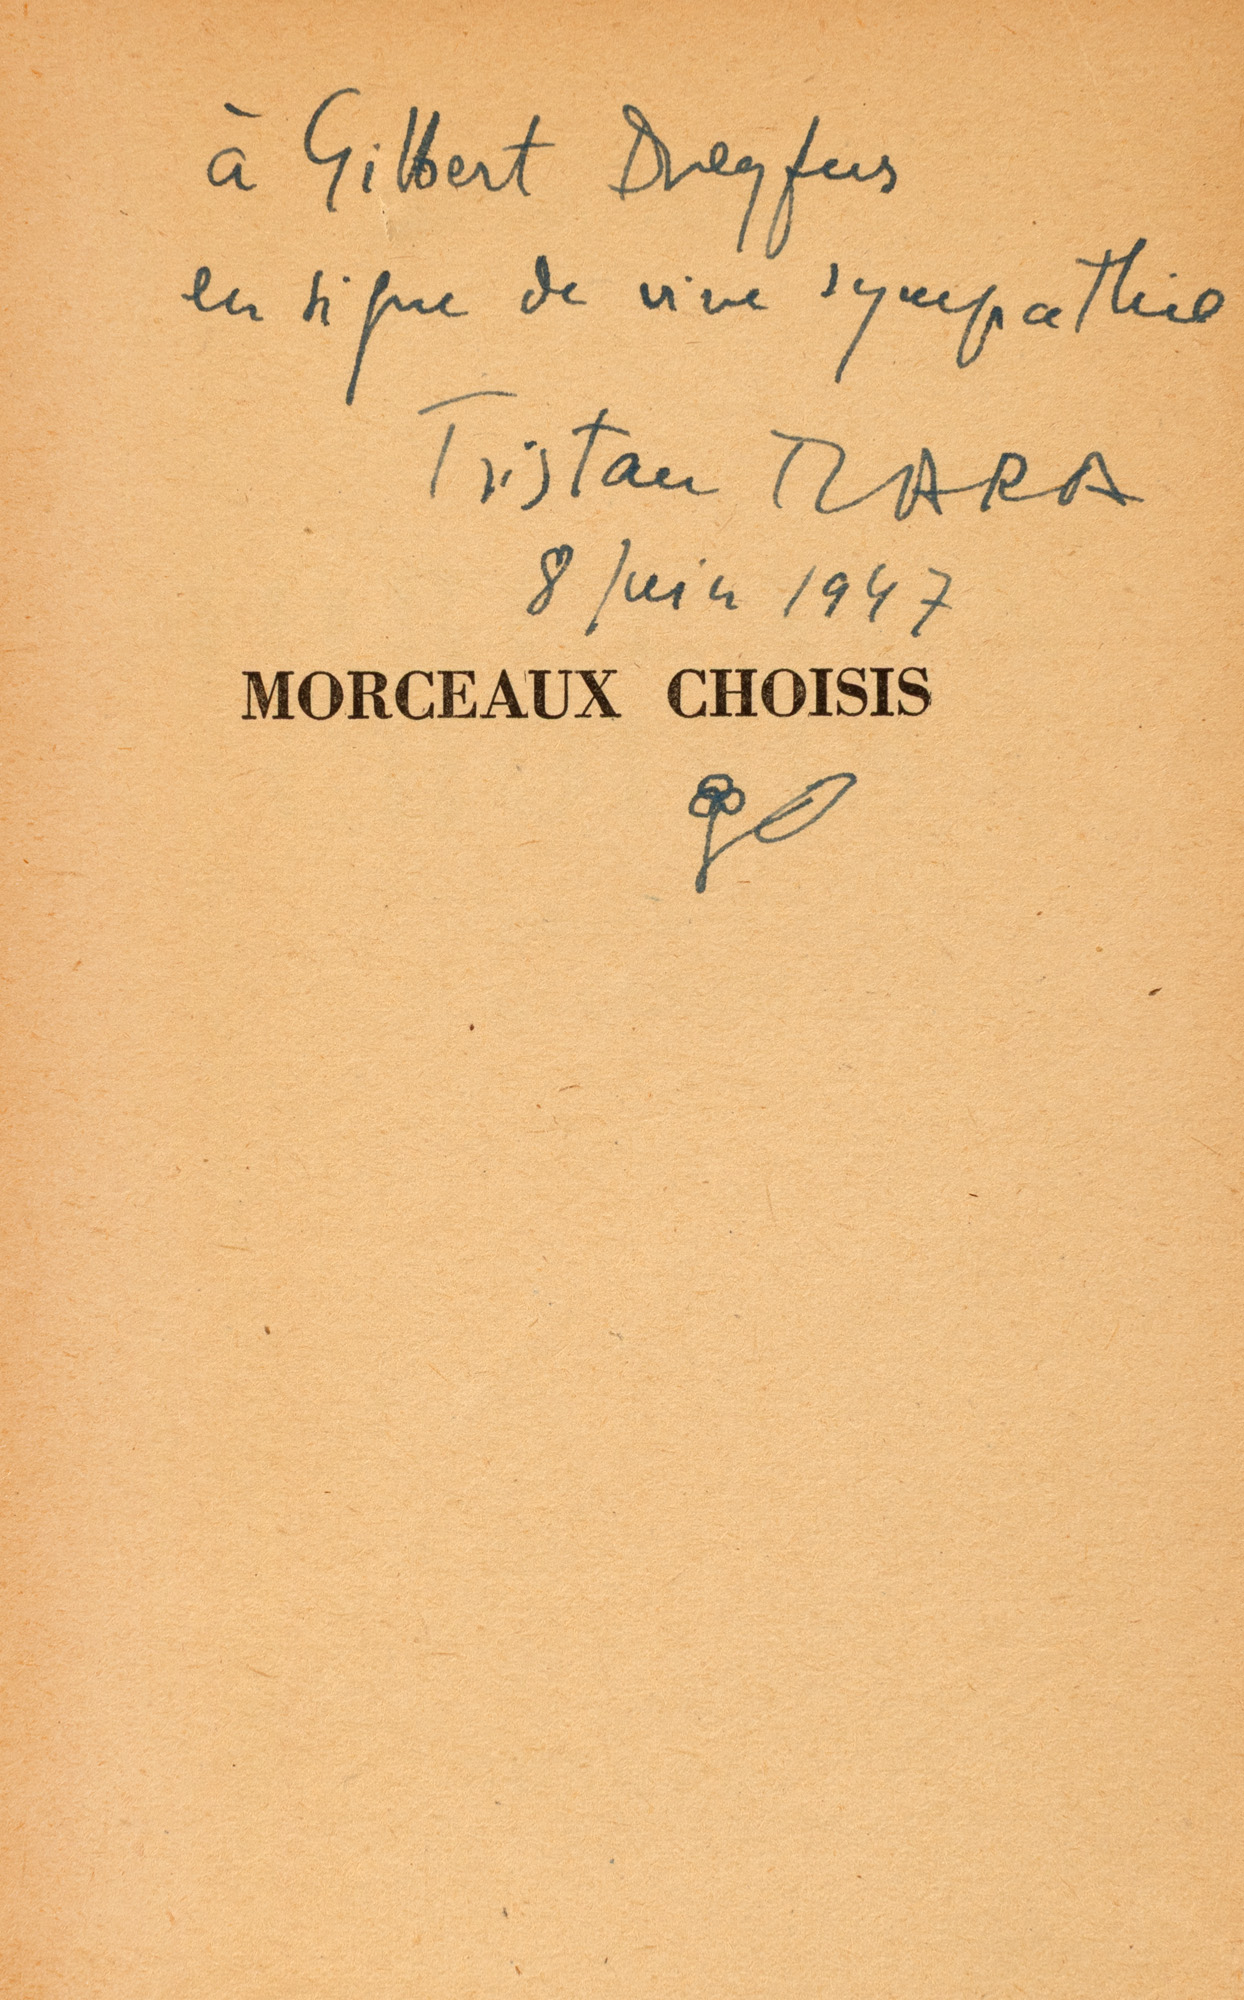 à Gilbert Dreyfus
en signe de vive sympathie
Tristan TZARA
8 juin 1947
MORCEAUX CHOISIS